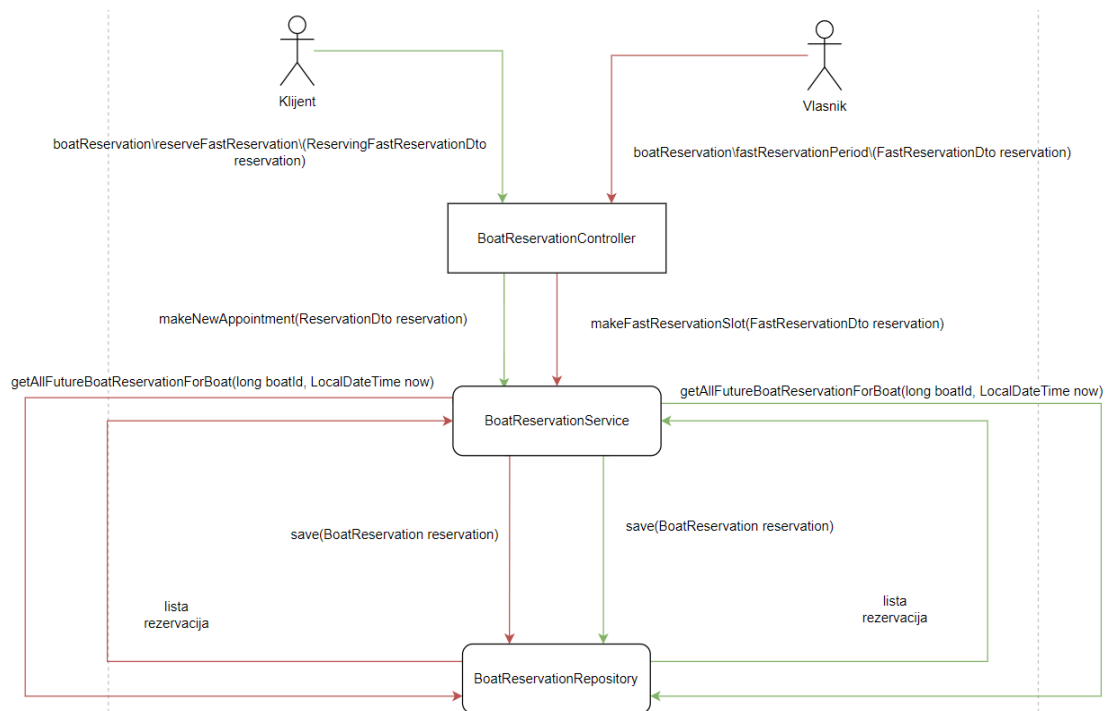 Klijent
Vlasnik
boatReservation\reserveFastReservation\(ReservingFastReservationDto
reservation)
boatReservation\fastReservationPeriod\(FastReservationDto reservation)
BoatReservationController
makeNewAppointment(ReservationDto reservation)
makeFastReservationSlot(FastReservationDto reservation)
getAllFutureBoatReservationForBoat(long boatId, LocalDateTime now)
getAllFutureBoatReservationForBoat(long boatId, LocalDateTime now)
BoatReservationService
save(BoatReservation reservation)
save(BoatReservation reservation)
lista
rezervacija
lista
rezervacija
BoatReservationRepository